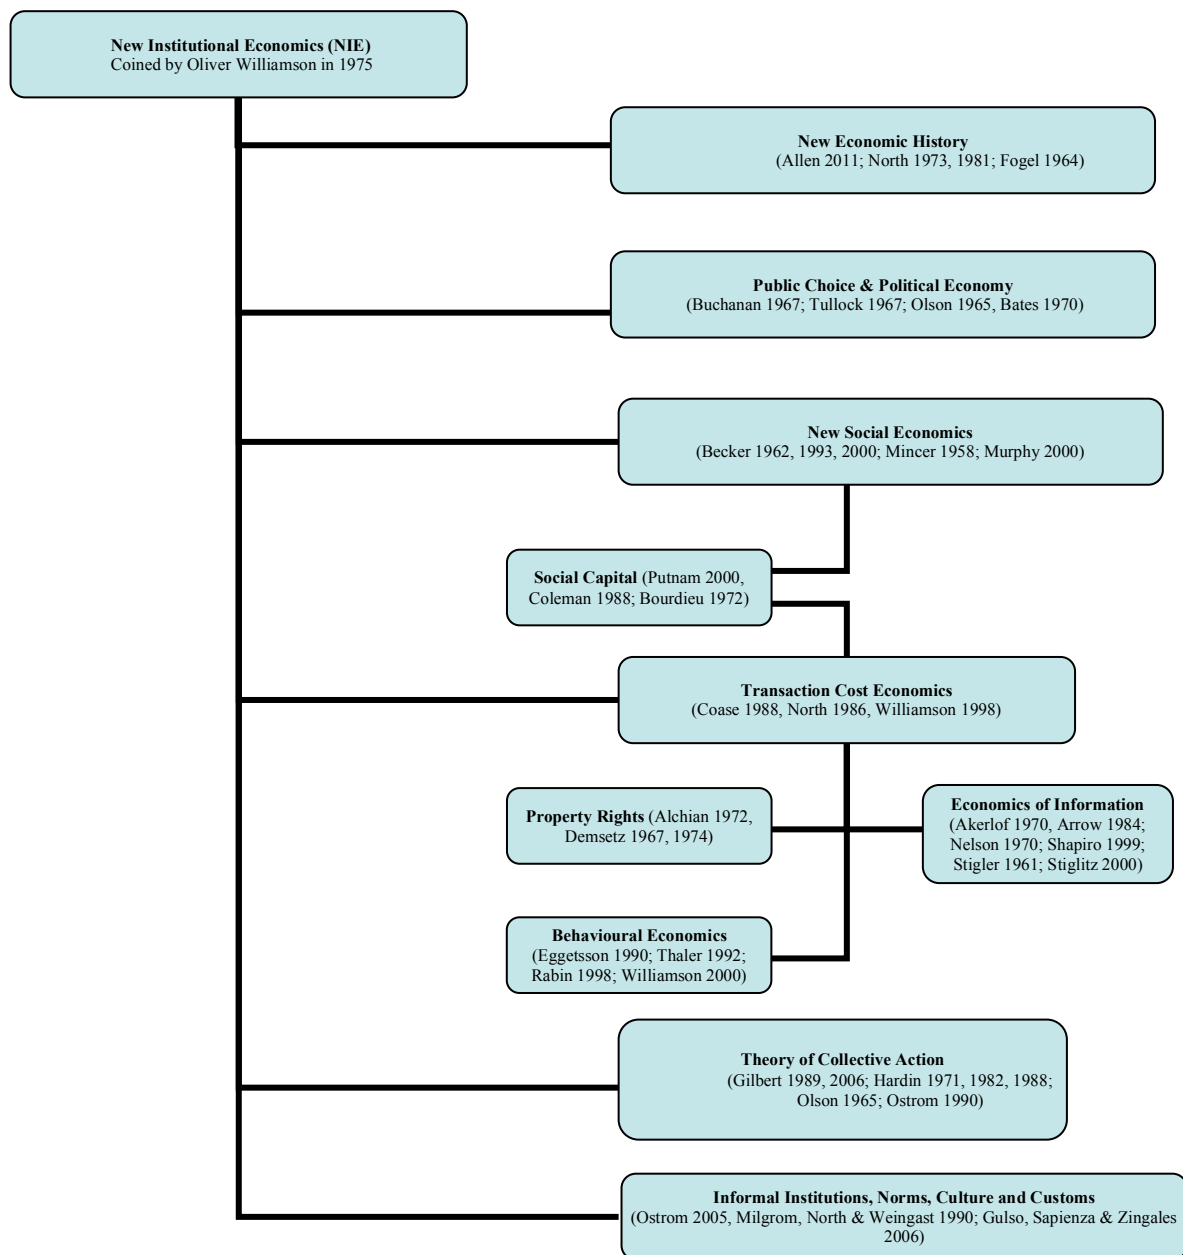 New Institutional Economics (NIE)
Coined by Oliver Williamson in 1975
New Economic History
(Allen 2011; North 1973, 1981; Fogel 1964)
Public Choice & Political Economy
(Buchanan 1967; Tullock 1967; Olson 1965, Bates 1970)
New Social Economics
(Becker 1962, 1993, 2000; Mincer 1958; Murphy 2000)
Social Capital (Putnam 2000,
Coleman 1988; Bourdieu 1972)
Transaction Cost Economics
(Coase 1988, North 1986, Williamson 1998)
Property Rights (Alchian 1972,
Demsetz 1967, 1974)
Economics of Information
(Akerlof 1970, Arrow 1984;
Nelson 1970; Shapiro 1999;
Stigler 1961; Stiglitz 2000)
Behavioural Economics
(Eggetsson 1990; Thaler 1992;
Rabin 1998; Williamson 2000)
Theory of Collective Action
(Gilbert 1989, 2006; Hardin 1971, 1982, 1988;
Olson 1965; Ostrom 1990)
Informal Institutions, Norms, Culture and Customs
(Ostrom 2005, Milgrom, North & Weingast 1990; Gulso, Sapienza & Zingales
2006)